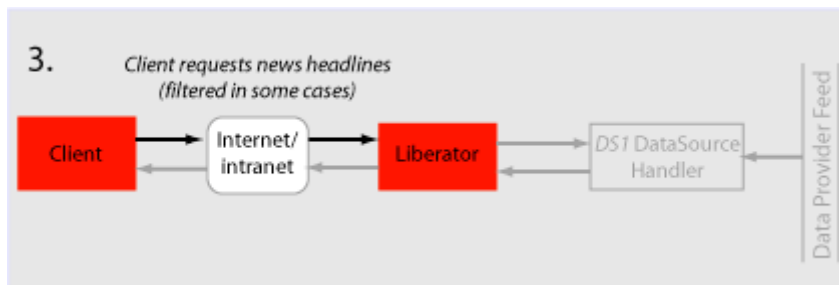 3.
Client requests news headlines
(filtered in some cases)
Client
Internet/
intranet
Liberator
DS1 DataSource
Handler
Data Provider Feed